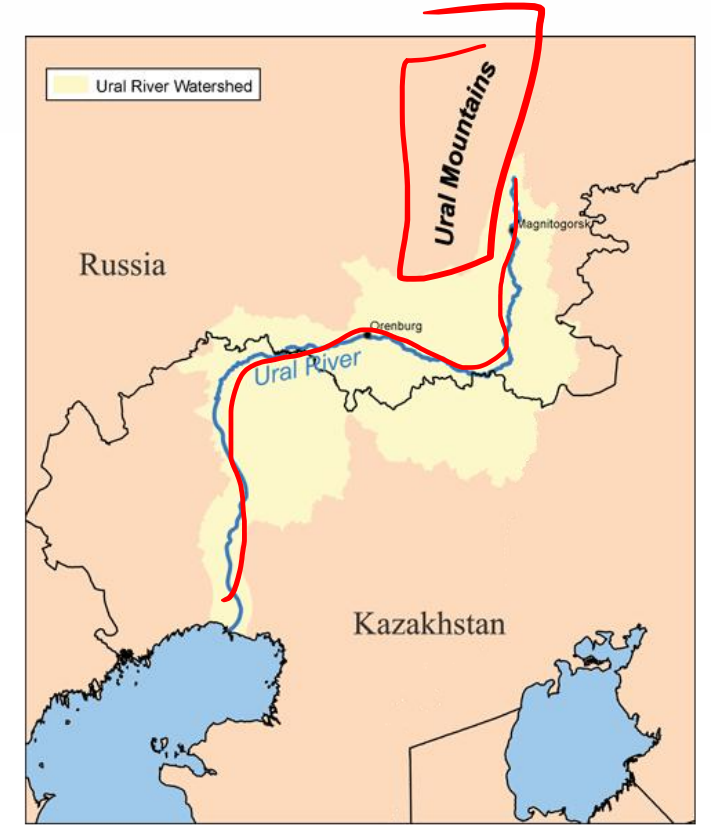 Ural River Watershed
Ural Mountains
Magnitogorsk
Russia
Orenburg
Ural River
Kazakhstan